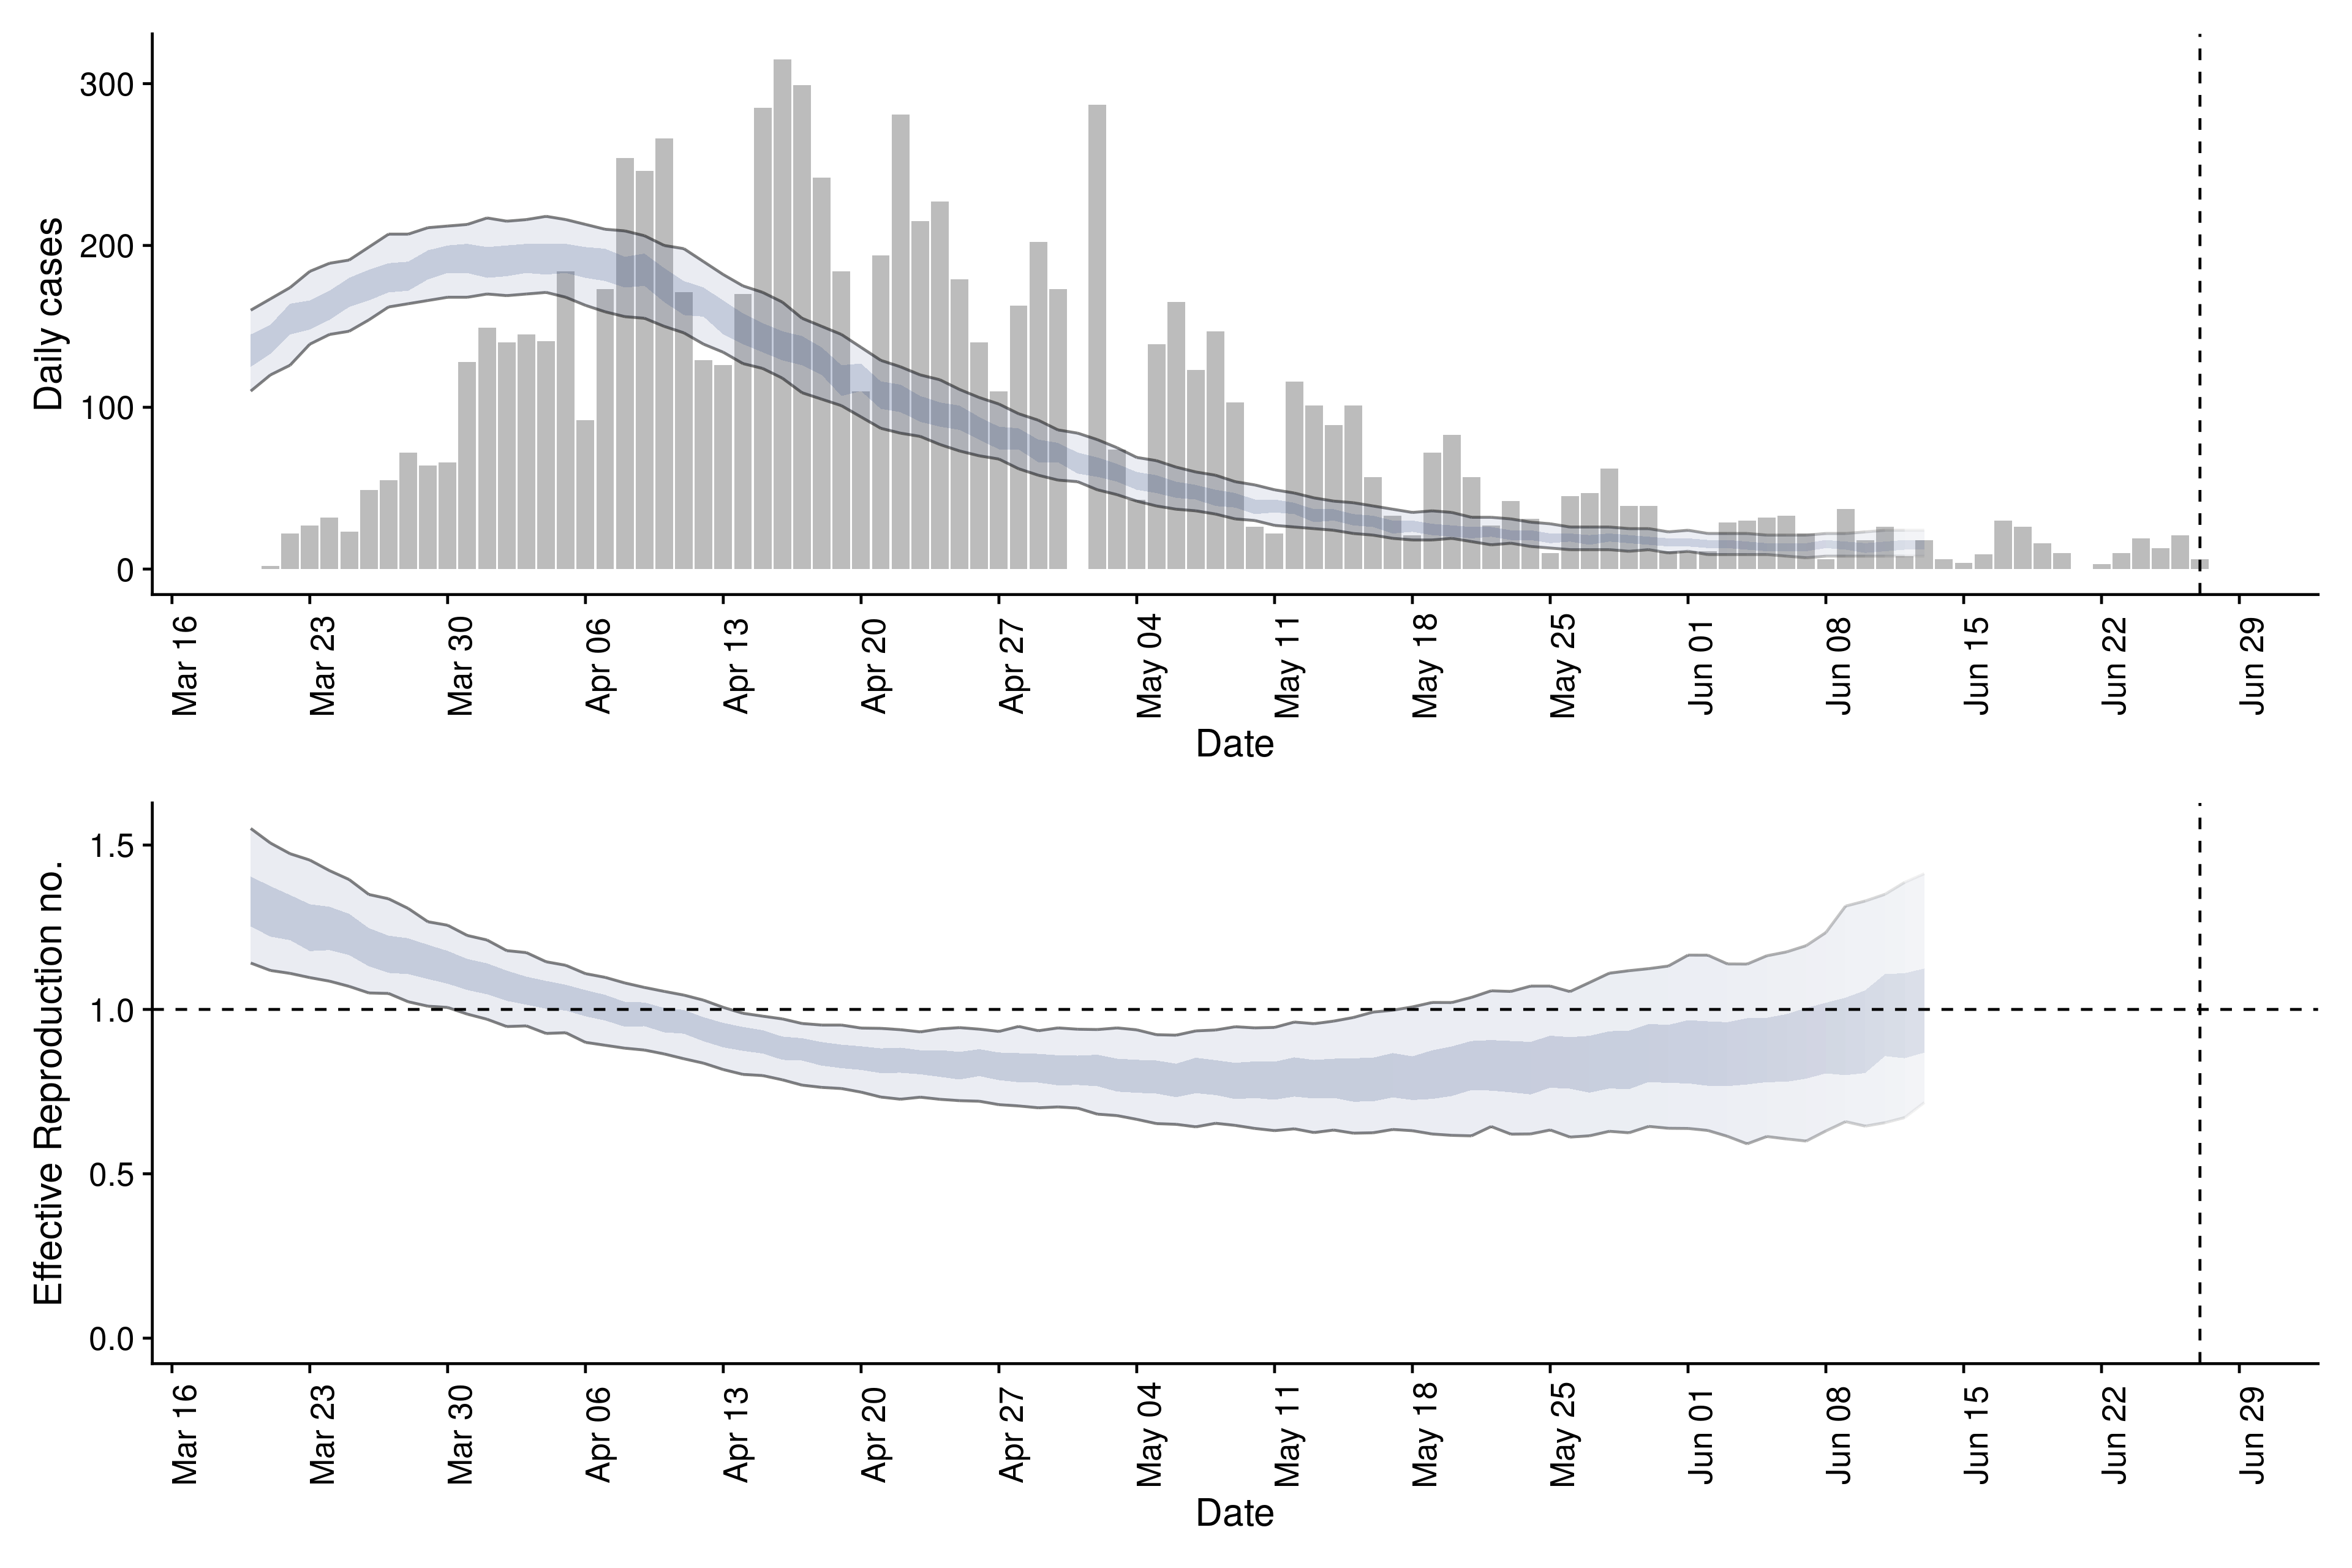 Daily cases
300
200
100
0
Mar 16
Mar 23
Mar 30
Apr 06
Apr 13
Apr 20
Apr 27
May 04
May 11
May 18
May 25
Jun 01
Jun 08
Jun 15
Jun 22
Jun 29
Date
Effective Reproduction no.
1.5
1.0
0.5
0.0
Mar 16
Mar 23
Mar 30
Apr 06
Apr 13
Apr 20
Apr 27
May 04
May 11
May 18
May 25
Jun 01
Jun 08
Jun 15
Jun 22
Jun 29
Date